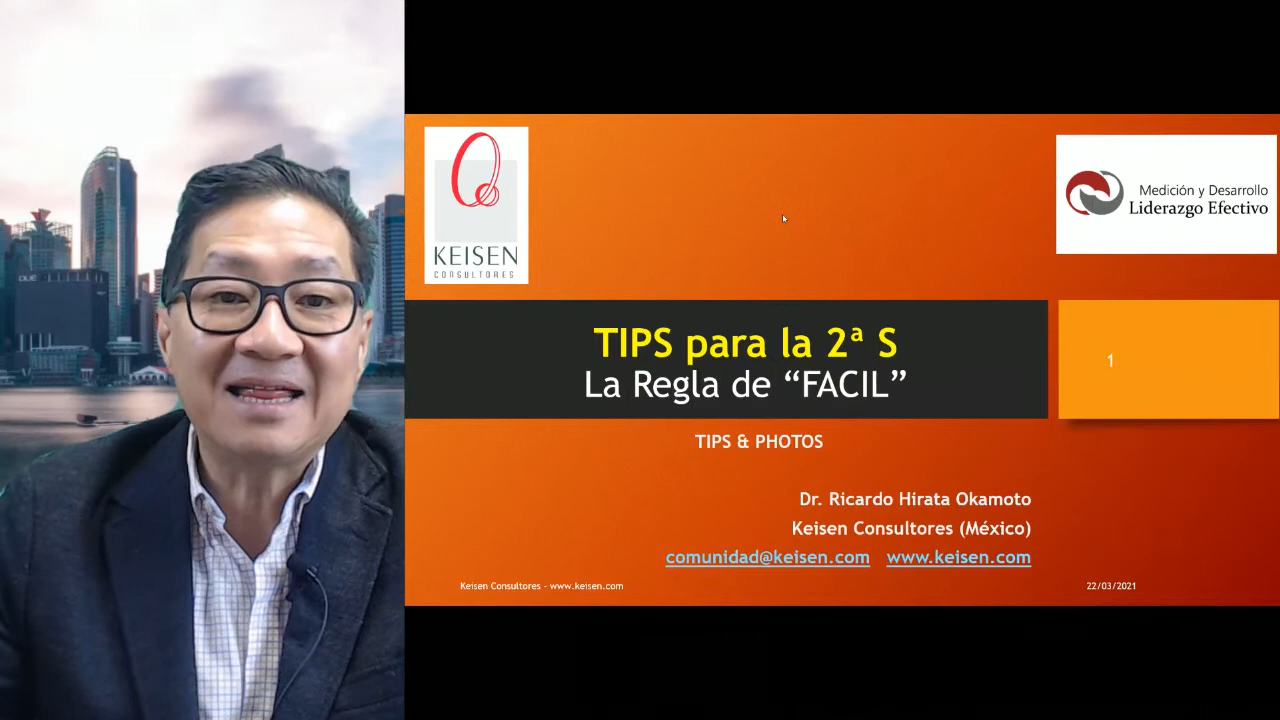 KEISEN
CONSULTORES
Medición y Desarrollo
Liderazgo Efectivo
TIPS para la 2ª S
La Regla de “FACIL”
1
TIPS & PHOTOS
Dr. Ricardo Hirata Okamoto
Keisen Consultores (México)
comunidad@keisen.com www.keisen.com
Keisen Consultores - www.keisen.com
22/03/2021